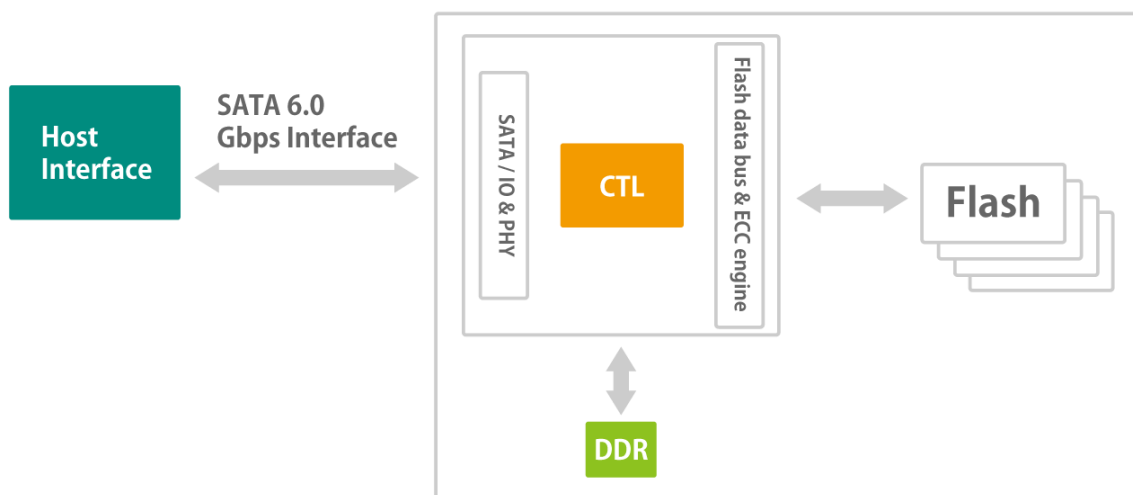 Host
Interface
SATA 6.0
Gbps Interface
SATA / IO & PHY
CTL
Flash data bus & ECC engine
Flash
DDR